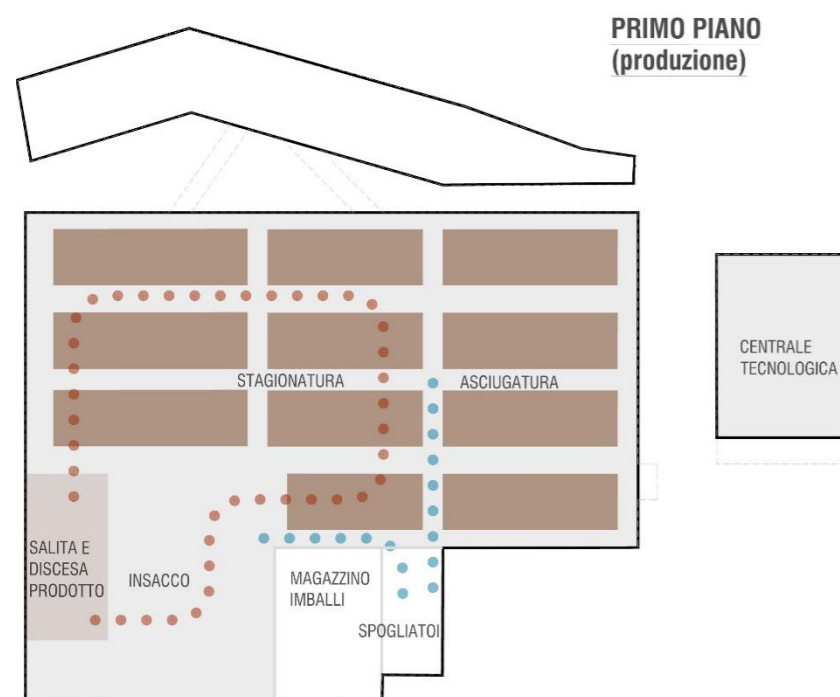 PRIMO PIANO
(produzione)
CENTRALE
TECNOLOGICA
STAGIONATURA
ASCIUGATURA
SALITA E
DISCESA
PRODOTTO
INSACCO
MAGAZZINO
IMBALLI
SPOGLIATOI